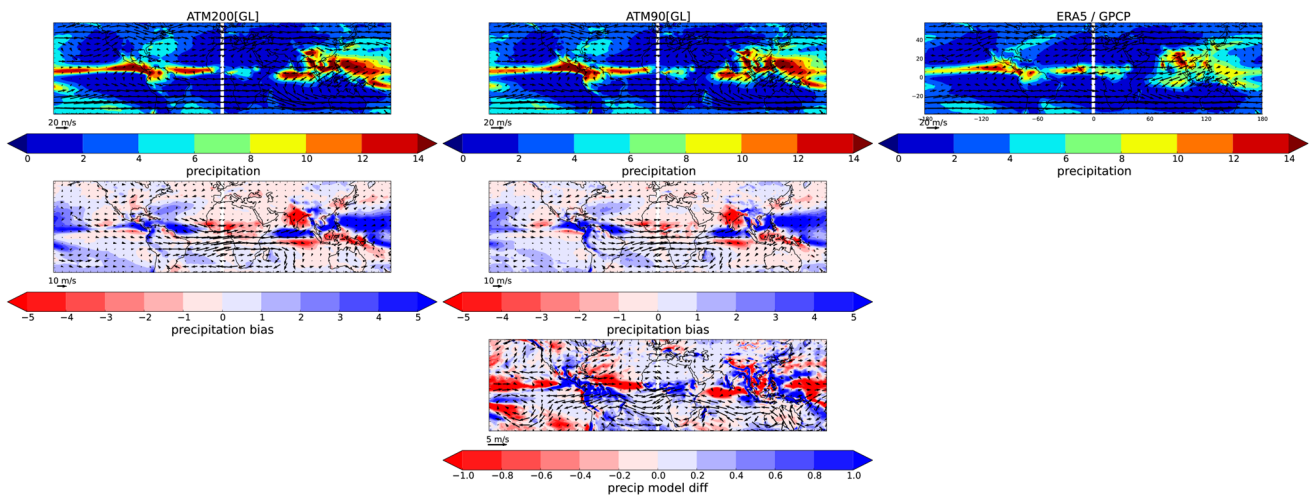 ATM200[GL]
ATM90[GL]
ERA5 / GPCP
40
20
0
−20
−180 −120 −60 0 60 120 180
20 m/s
20 m/s
20 m/s
0 2 4 6 8 10 12 14
0 2 4 6 8 10 12 14
0 2 4 6 8 10 12 14
precipitation
precipitation
precipitation
10 m/s
10 m/s
−5 −4 −3 −2 −1 0 1 2 3 4 5
−5 −4 −3 −2 −1 0 1 2 3 4 5
precipitation bias
precipitation bias
5 m/s
−1.0 −0.8 −0.6 −0.4 −0.2 0.0 0.2 0.4 0.6 0.8 1.0
precip model diff